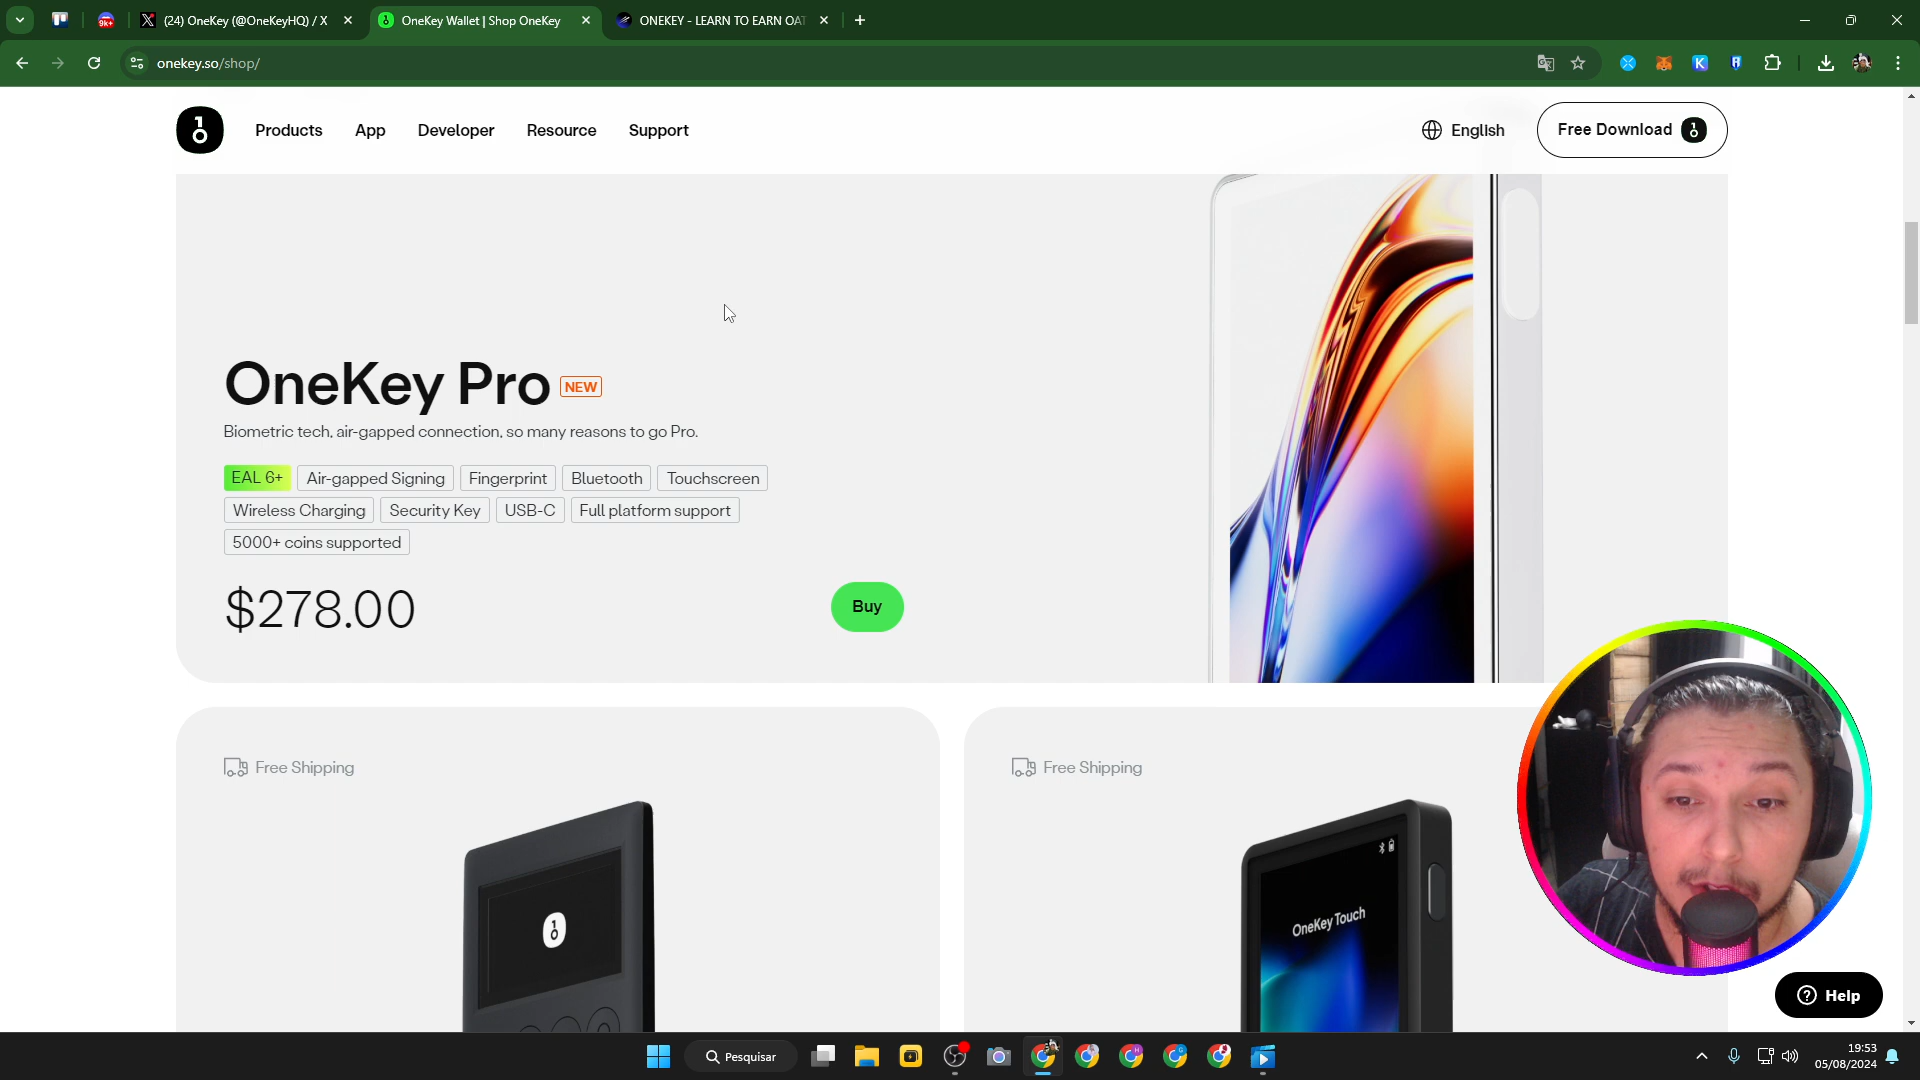 (24) OneKey (@OneKeyHQ) / X
OneKey Wallet | Shop OneKey
ONEKEY - LEARN TO EARN OAT
9K+
onekey.so/shop/
Products
App
Developer
Resource
Support
English
Free Download
OneKey Pro NEW
Biometric tech, air-gapped connection, so many reasons to go Pro.
EAL 6+ Air-gapped Signing Fingerprint Bluetooth Touchscreen
Wireless Charging Security Key USB-C Full platform support
5000+ coins supported
$278.00
Buy
Free Shipping
Free Shipping
OneKey Touch
Help
Pesquisar
19:53
05/08/2024